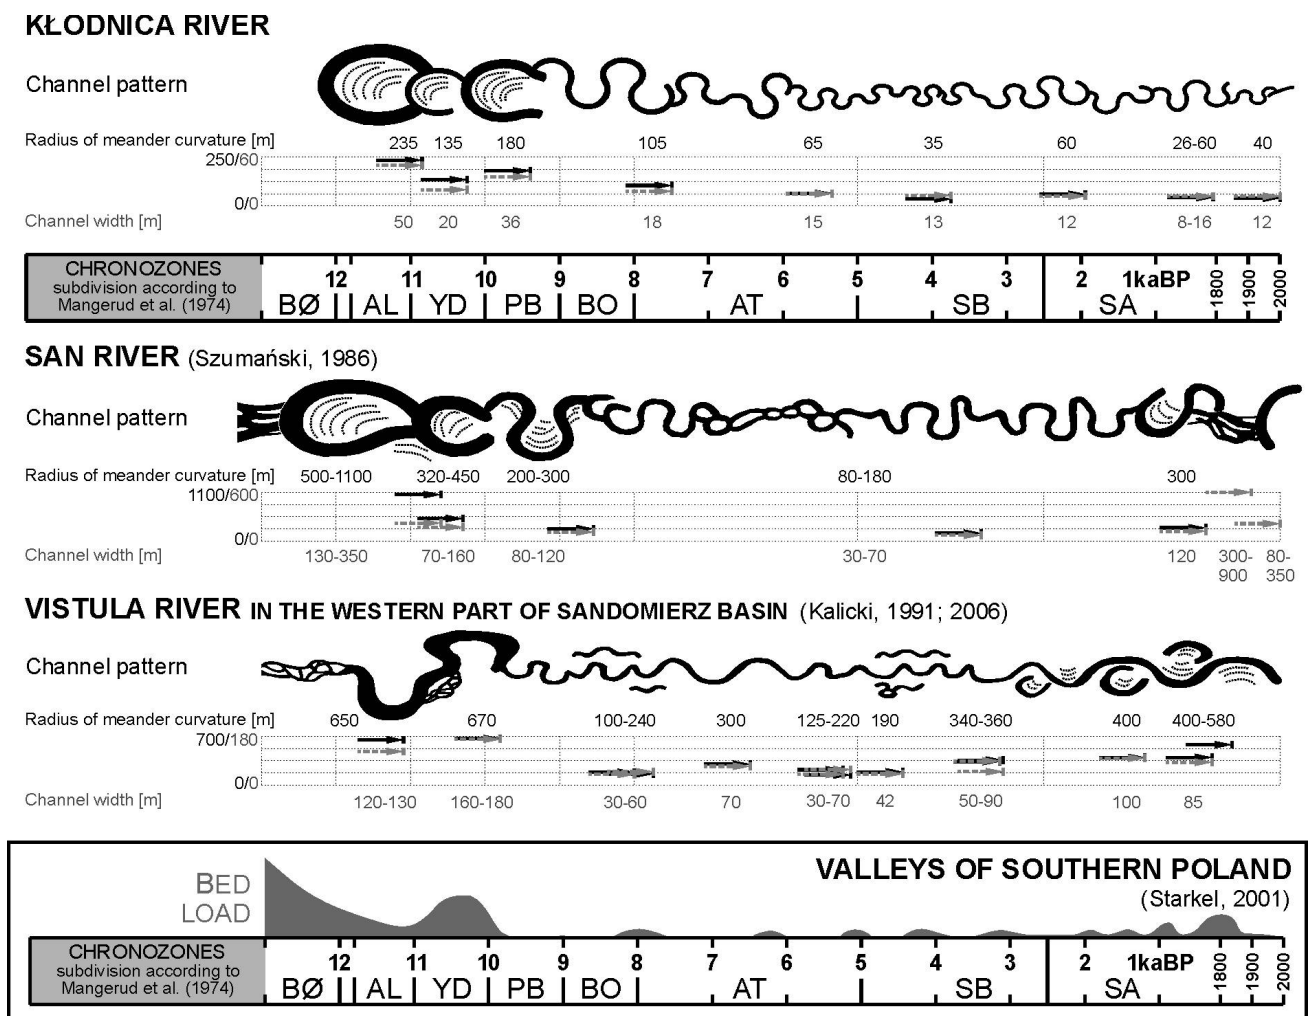 KŁODNICA RIVER
Channel pattern
Radius of meander curvature [m] 235 135 180 105 65 35 60 26-60 40
250/60
0/0
Channel width [m] 50 20 36 18 15 13 12 8-16 12
CHRONOZONES
subdivision according to
Mangerud et al. (1974)
12 11 10 9 8 7 6 5 4 3 2 1kaBP 1800 1900 2000
BØ AL YD PB BO AT SB SA
SAN RIVER (Szumański, 1986)
Channel pattern
Radius of meander curvature [m] 500-1100 320-450 200-300 80-180 300
1100/600
0/0
Channel width [m] 130-350 70-160 80-120 30-70 120 300-900 80-350
VISTULA RIVER IN THE WESTERN PART OF SANDOMIERZ BASIN (Kalicki, 1991; 2006)
Channel pattern
Radius of meander curvature [m] 650 670 100-240 300 125-220 190 340-360 400 400-580
700/180
0/0
Channel width [m] 120-130 160-180 30-60 70 30-70 42 50-90 100 85
VALLEYS OF SOUTHERN POLAND
(Starkel, 2001)
BED
LOAD
CHRONOZONES
subdivision according to
Mangerud et al. (1974)
12 11 10 9 8 7 6 5 4 3 2 1kaBP 1800 1900 2000
BØ AL YD PB BO AT SB SA